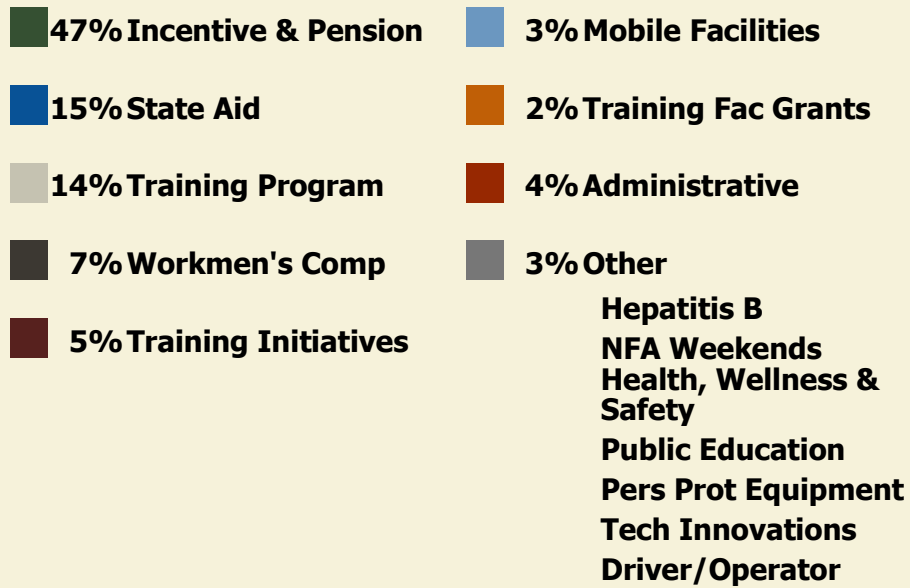 47% Incentive & Pension
15% State Aid
14% Training Program
7% Workmen's Comp
5% Training Initiatives
3% Mobile Facilities
2% Training Fac Grants
4% Administrative
3% Other
Hepatitis B
NFA Weekends
Health, Wellness &
Safety
Public Education
Pers Prot Equipment
Tech Innovations
Driver/Operator